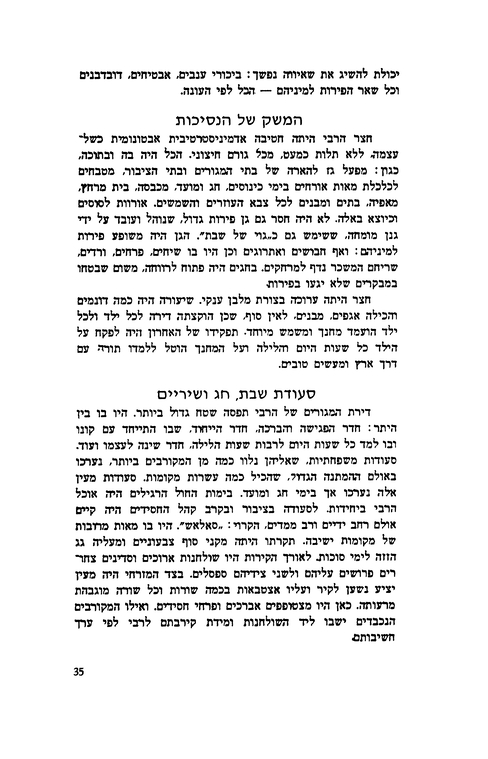 יכולת להשיג את שאיוותה נפשך: ביכורי ענבים, אבטיחים, דובדבנים
וכל שאר הפירות למיניהם — הכל לפי העונה.
המשק של הנסיכות
חצר הרבי היתה חטיבה אדמיניסטרטיבית אבטונומית כשל־
עצמה, ללא תלות כמעט, מכל גורם חיצוני. הכל היה בה ובתוכה,
כגון: מפעל גז להארה של בתי המגורים ובתי הציבור, מטבחים
לכלכלת מאות אורחים בימי כינוסים, חג ומועד, מכבסה, בית מרחץ,
מאפיה, בתים ומבנים לכל צבא העוזרים והשמשים, אורוות לסוסים
וכיוצא באלה. לא היה חסר גם גן פירות גדול, שנוהל ועובד על ידי
גנן מומחה, ששימש גם כ„גוי של שבת". הגן היה משופע פירות
למיניהם: ואף חבושים ואתרוגים וכן היו בו שיחים, פרחים, ורדים,
שריחם המשכר נדף למרחקים. בחגים היה פתוח לרווחה, משום שבטחו
במבקרים שלא יגעו בפירות.
חצר היתה ערוכה בצורת מלבן ענקי. שיעורה היה כמה דונמים
והכילה אגפים, מבנים, לאין סוף, שכן הוקצתה דירה לכל ילד ולכל
ילד הועמד מחנך ומשמש מיוחד. תפקידו של האחרון היה לפקח על
הילד כל שעות היום והלילה ועל המחנך הוטל ללמדו תורה עם
דרך ארץ ומעשים טובים.
סעודת שבת, חג ושיריים
דירת המגורים של הרבי תפסה שטח גדול ביותר. היו בו בין
היתר: חדר הפגישה והברכה, חדר הייחוד, שבו התייחד עם קונו
ובו למד כל שעות היום לרבות שעות הלילה, חדר שינה לעצמו ועוד.
סעודות משפחתיות, שאליהן נלוו כמה מן המקורבים ביותר, נערכו
באולם ההמתנה הגדול, שהכיל כמה עשרות מקומות. סעודות מעין
אלה נערכו אך בימי חג ומועד. בימות החול הרגילים היה אוכל
הרבי ביחידות. לסעודה בציבור ובקרב קהל החסידים היה קיים
אולם רחב ידיים ורב ממדים, הקרוי: „סאלאש". היו בו מאות מרובות
של מקומות ישיבה. תקרתו היתה מקני סוף צבעוניים ומעליה גג
הזזה לימי סוכות. לאורך הקירות היו שולחנות ארוכים וסדינים צחו־
רים פרושים עליהם ולשני צידיהם ספסלים. בצד המזרחי היה מעין
יציע נשען לקיר ועליו אצטבאות בכמה שורות וכל שורה מוגבהת
מרעותה. כאן היו מצטופפים אברכים ופרחי חסידים. ואילו המקורבים
הנכבדים ישבו ליד השולחנות ומידת קירבתם לרבי לפי ערך
חשיבותם.
35